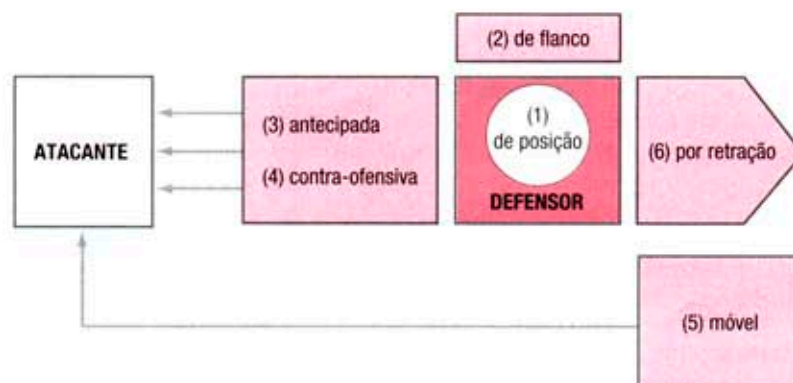 (2) de flanco
ATACANTE
(3) antecipada
(4) contra-ofensiva
(1)
de posição
DEFENSOR
(6) por retração
(5) móvel